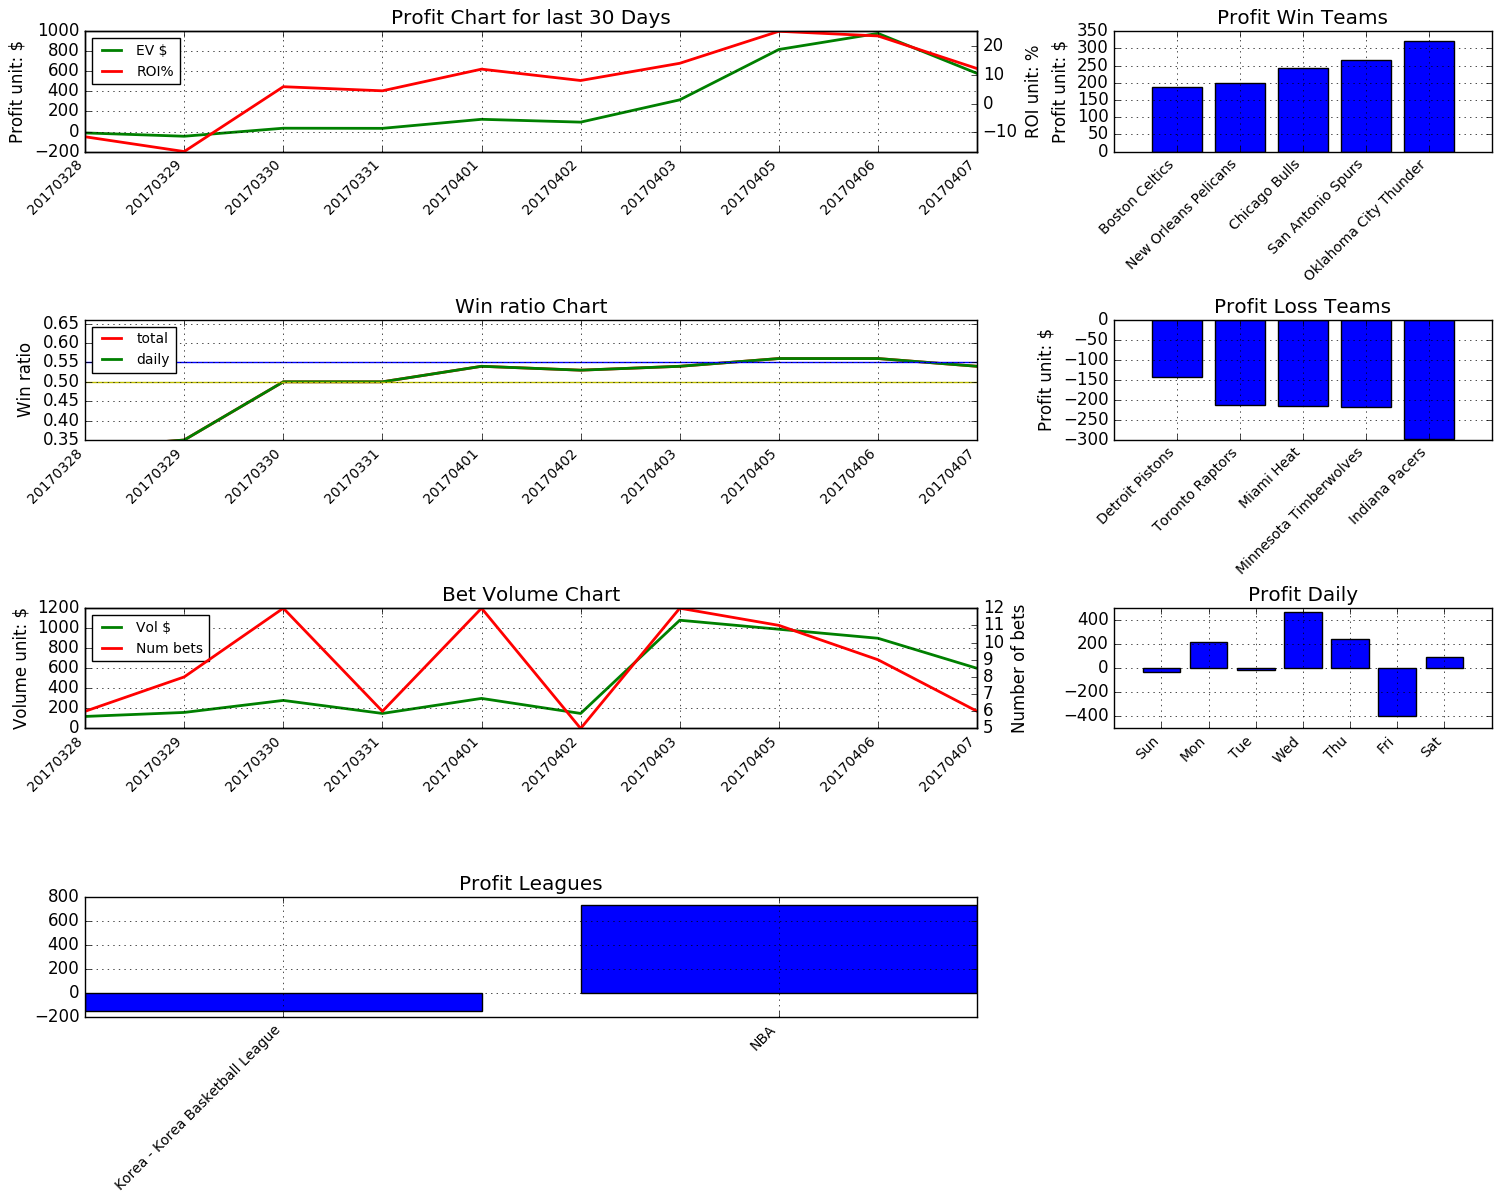 Profit Chart for last 30 Days
Profit unit: $
1000
800
600
400
200
0
−200
EV $
ROI%
20
10
0
−10
ROI unit: %
20170328
20170329
20170330
20170331
20170401
20170402
20170403
20170405
20170406
20170407
Profit Win Teams
Profit unit: $
350
300
250
200
150
100
50
0
Boston Celtics
New Orleans Pelicans
Chicago Bulls
San Antonio Spurs
Oklahoma City Thunder
Win ratio Chart
Win ratio
0.65
0.60
0.55
0.50
0.45
0.40
0.35
total
daily
20170328
20170329
20170330
20170331
20170401
20170402
20170403
20170405
20170406
20170407
Profit Loss Teams
Profit unit: $
0
−50
−100
−150
−200
−250
−300
Detroit Pistons
Toronto Raptors
Miami Heat
Minnesota Timberwolves
Indiana Pacers
Bet Volume Chart
Volume unit: $
1200
1000
800
600
400
200
0
Vol $
Num bets
12
11
10
9
8
7
6
5
Number of bets
20170328
20170329
20170330
20170331
20170401
20170402
20170403
20170405
20170406
20170407
Profit Daily
400
200
0
−200
−400
Sun
Mon
Tue
Wed
Thu
Fri
Sat
Profit Leagues
800
600
400
200
0
−200
Korea - Korea Basketball League
NBA